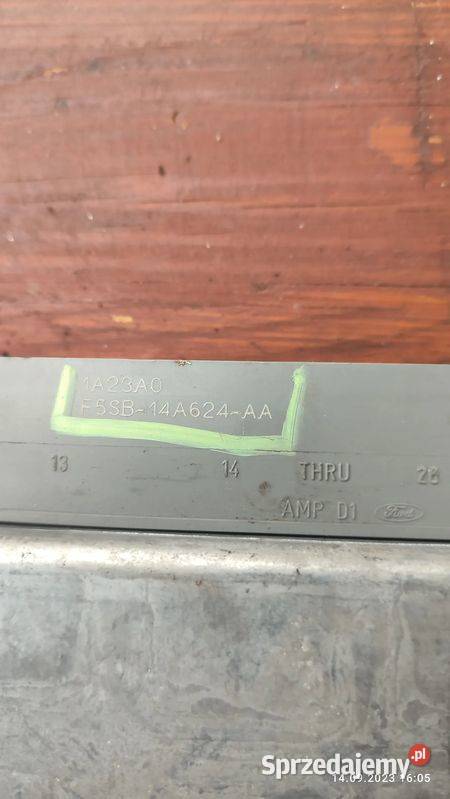 1A23A0
F5SB-14A624-AA
13 14 THRU 26
AMP D1 Ford
Sprzedajemy.pl
14.09.2023 16:05